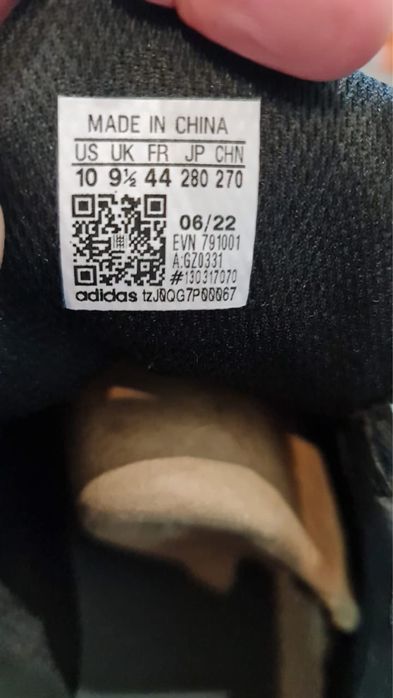 MADE IN CHINA
US UK FR JP CHN
10 9½ 44 280 270
06/22
EVN 791001
A:GZ0331
#130317070
adidas tzJ0QG7P00067